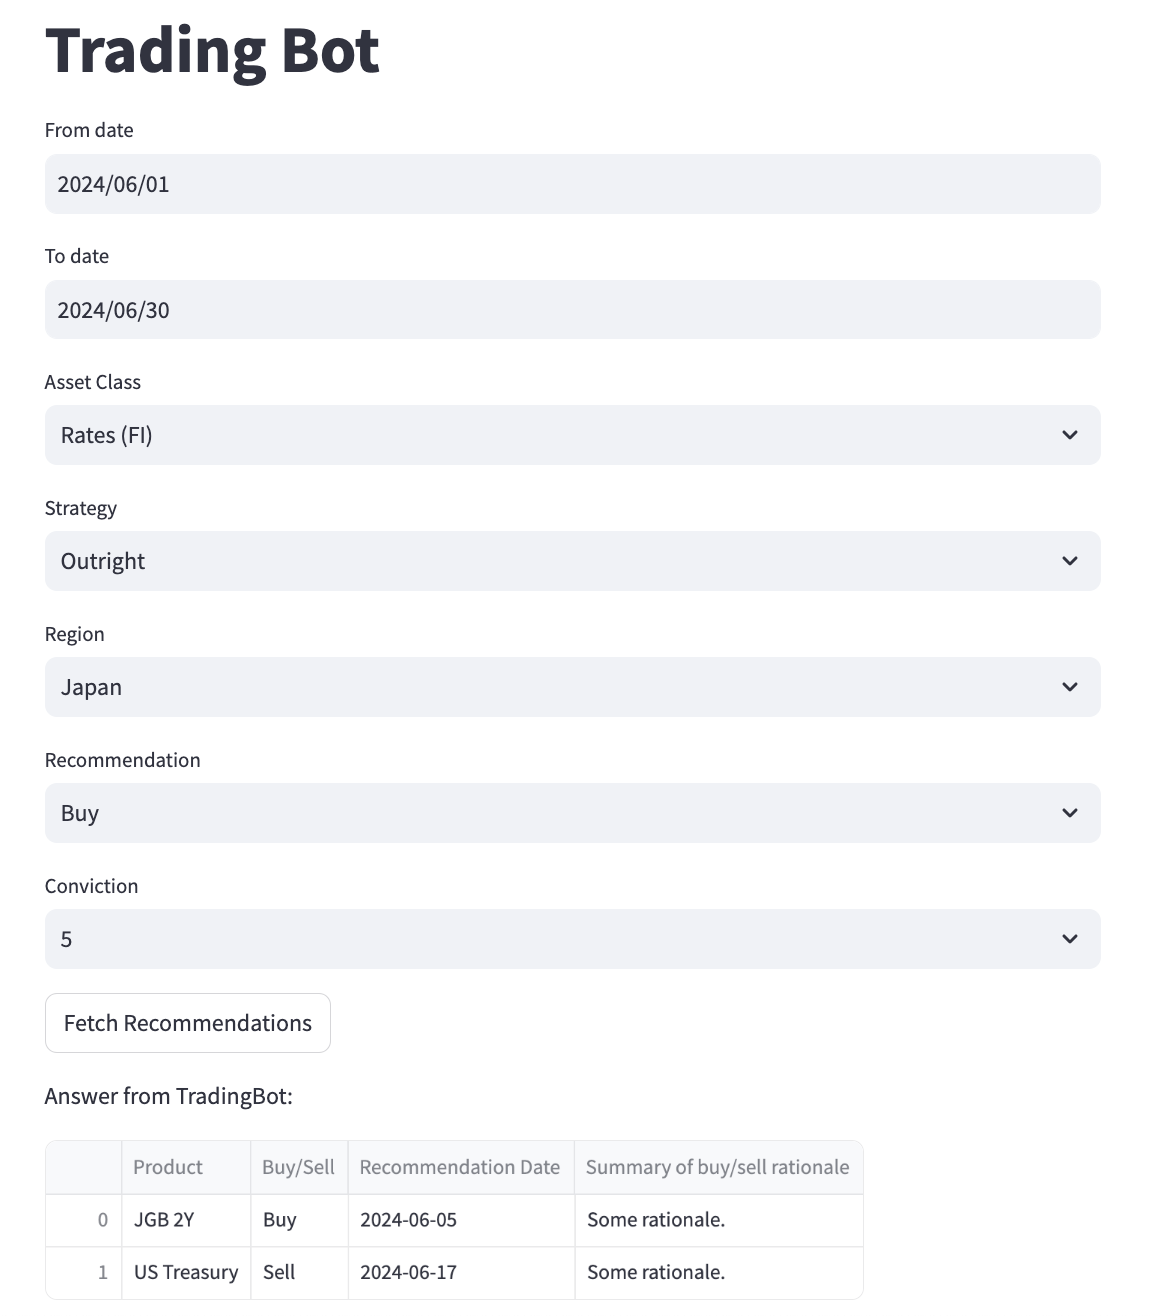 Trading Bot
From date
2024/06/01
To date
2024/06/30
Asset Class
Rates (FI)
Strategy
Outright
Region
Japan
Recommendation
Buy
Conviction
5
Fetch Recommendations
Answer from TradingBot:
Product Buy/Sell Recommendation Date Summary of buy/sell rationale
0 JGB 2Y Buy 2024-06-05 Some rationale.
1 US Treasury Sell 2024-06-17 Some rationale.